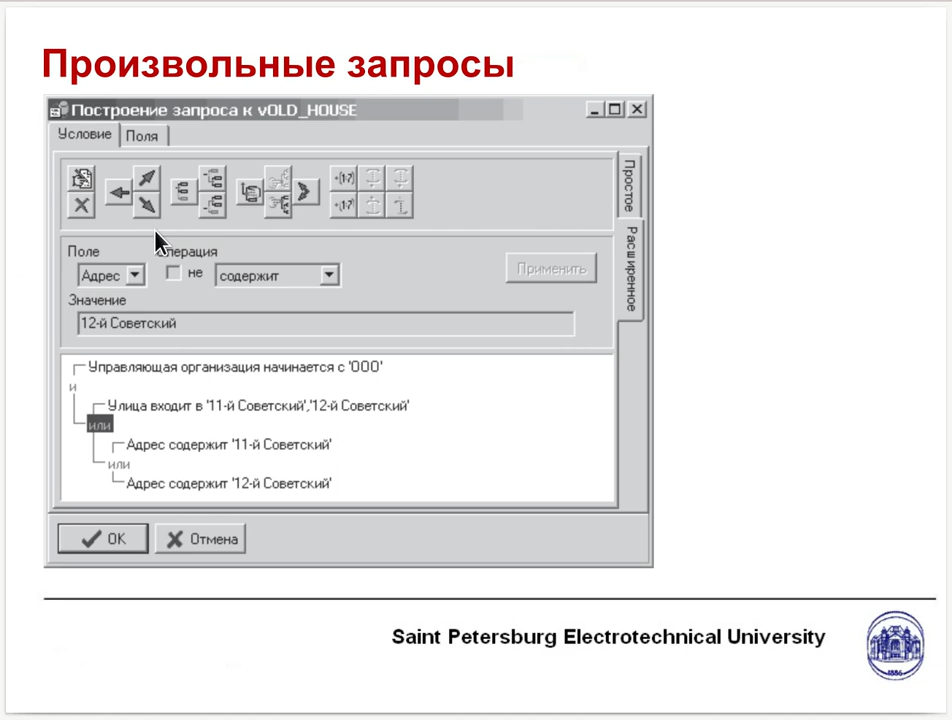 Произвольные запросы
Построение запроса к vOLD_HOUSE
Условие Поля
Простое
Расширенное
Поле Операция
Адрес не содержит Применить
Значение
12-й Советский
Управляющая организация начинается с 'ООО'
и
Улица входит в '11-й Советский','12-й Советский'
или
Адрес содержит '11-й Советский'
или
Адрес содержит '12-й Советский'
OK Отмена
Saint Petersburg Electrotechnical University
1886